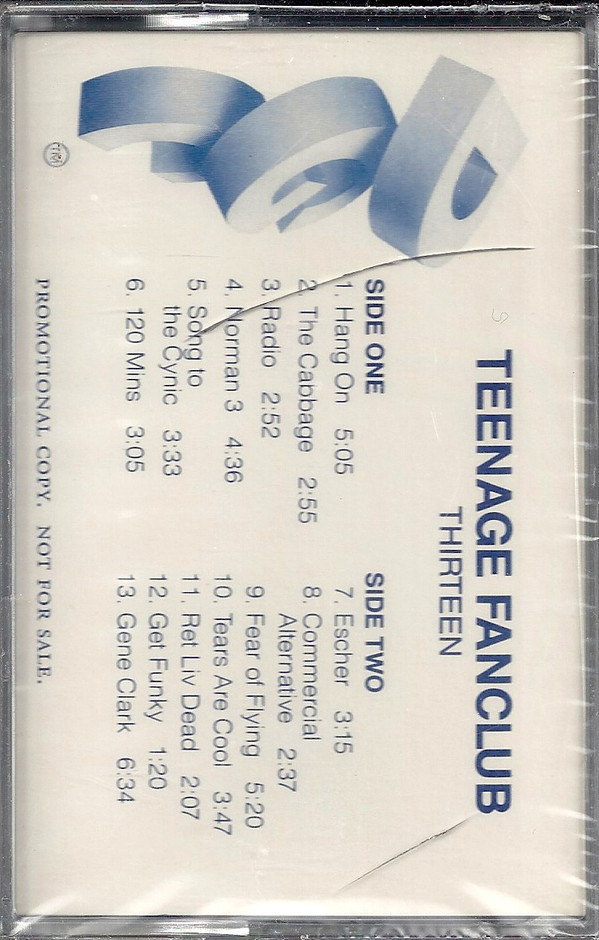 TEENAGE FANCLUB
THIRTEEN
SIDE ONE
1. Hang On 5:05
2. The Cabbage 2:55
3. Radio 2:52
4. Norman 3 4:36
5. Song to
the Cynic 3:33
6. 120 Mins 3:05
SIDE TWO
7. Escher 3:15
8. Commercial
Alternative 2:37
9. Fear of Flying 5:20
10. Tears Are Cool 3:47
11. Ret Liv Dead 2:07
12. Get Funky 1:20
13. Gene Clark 6:34
PROMOTIONAL COPY. NOT FOR SALE.